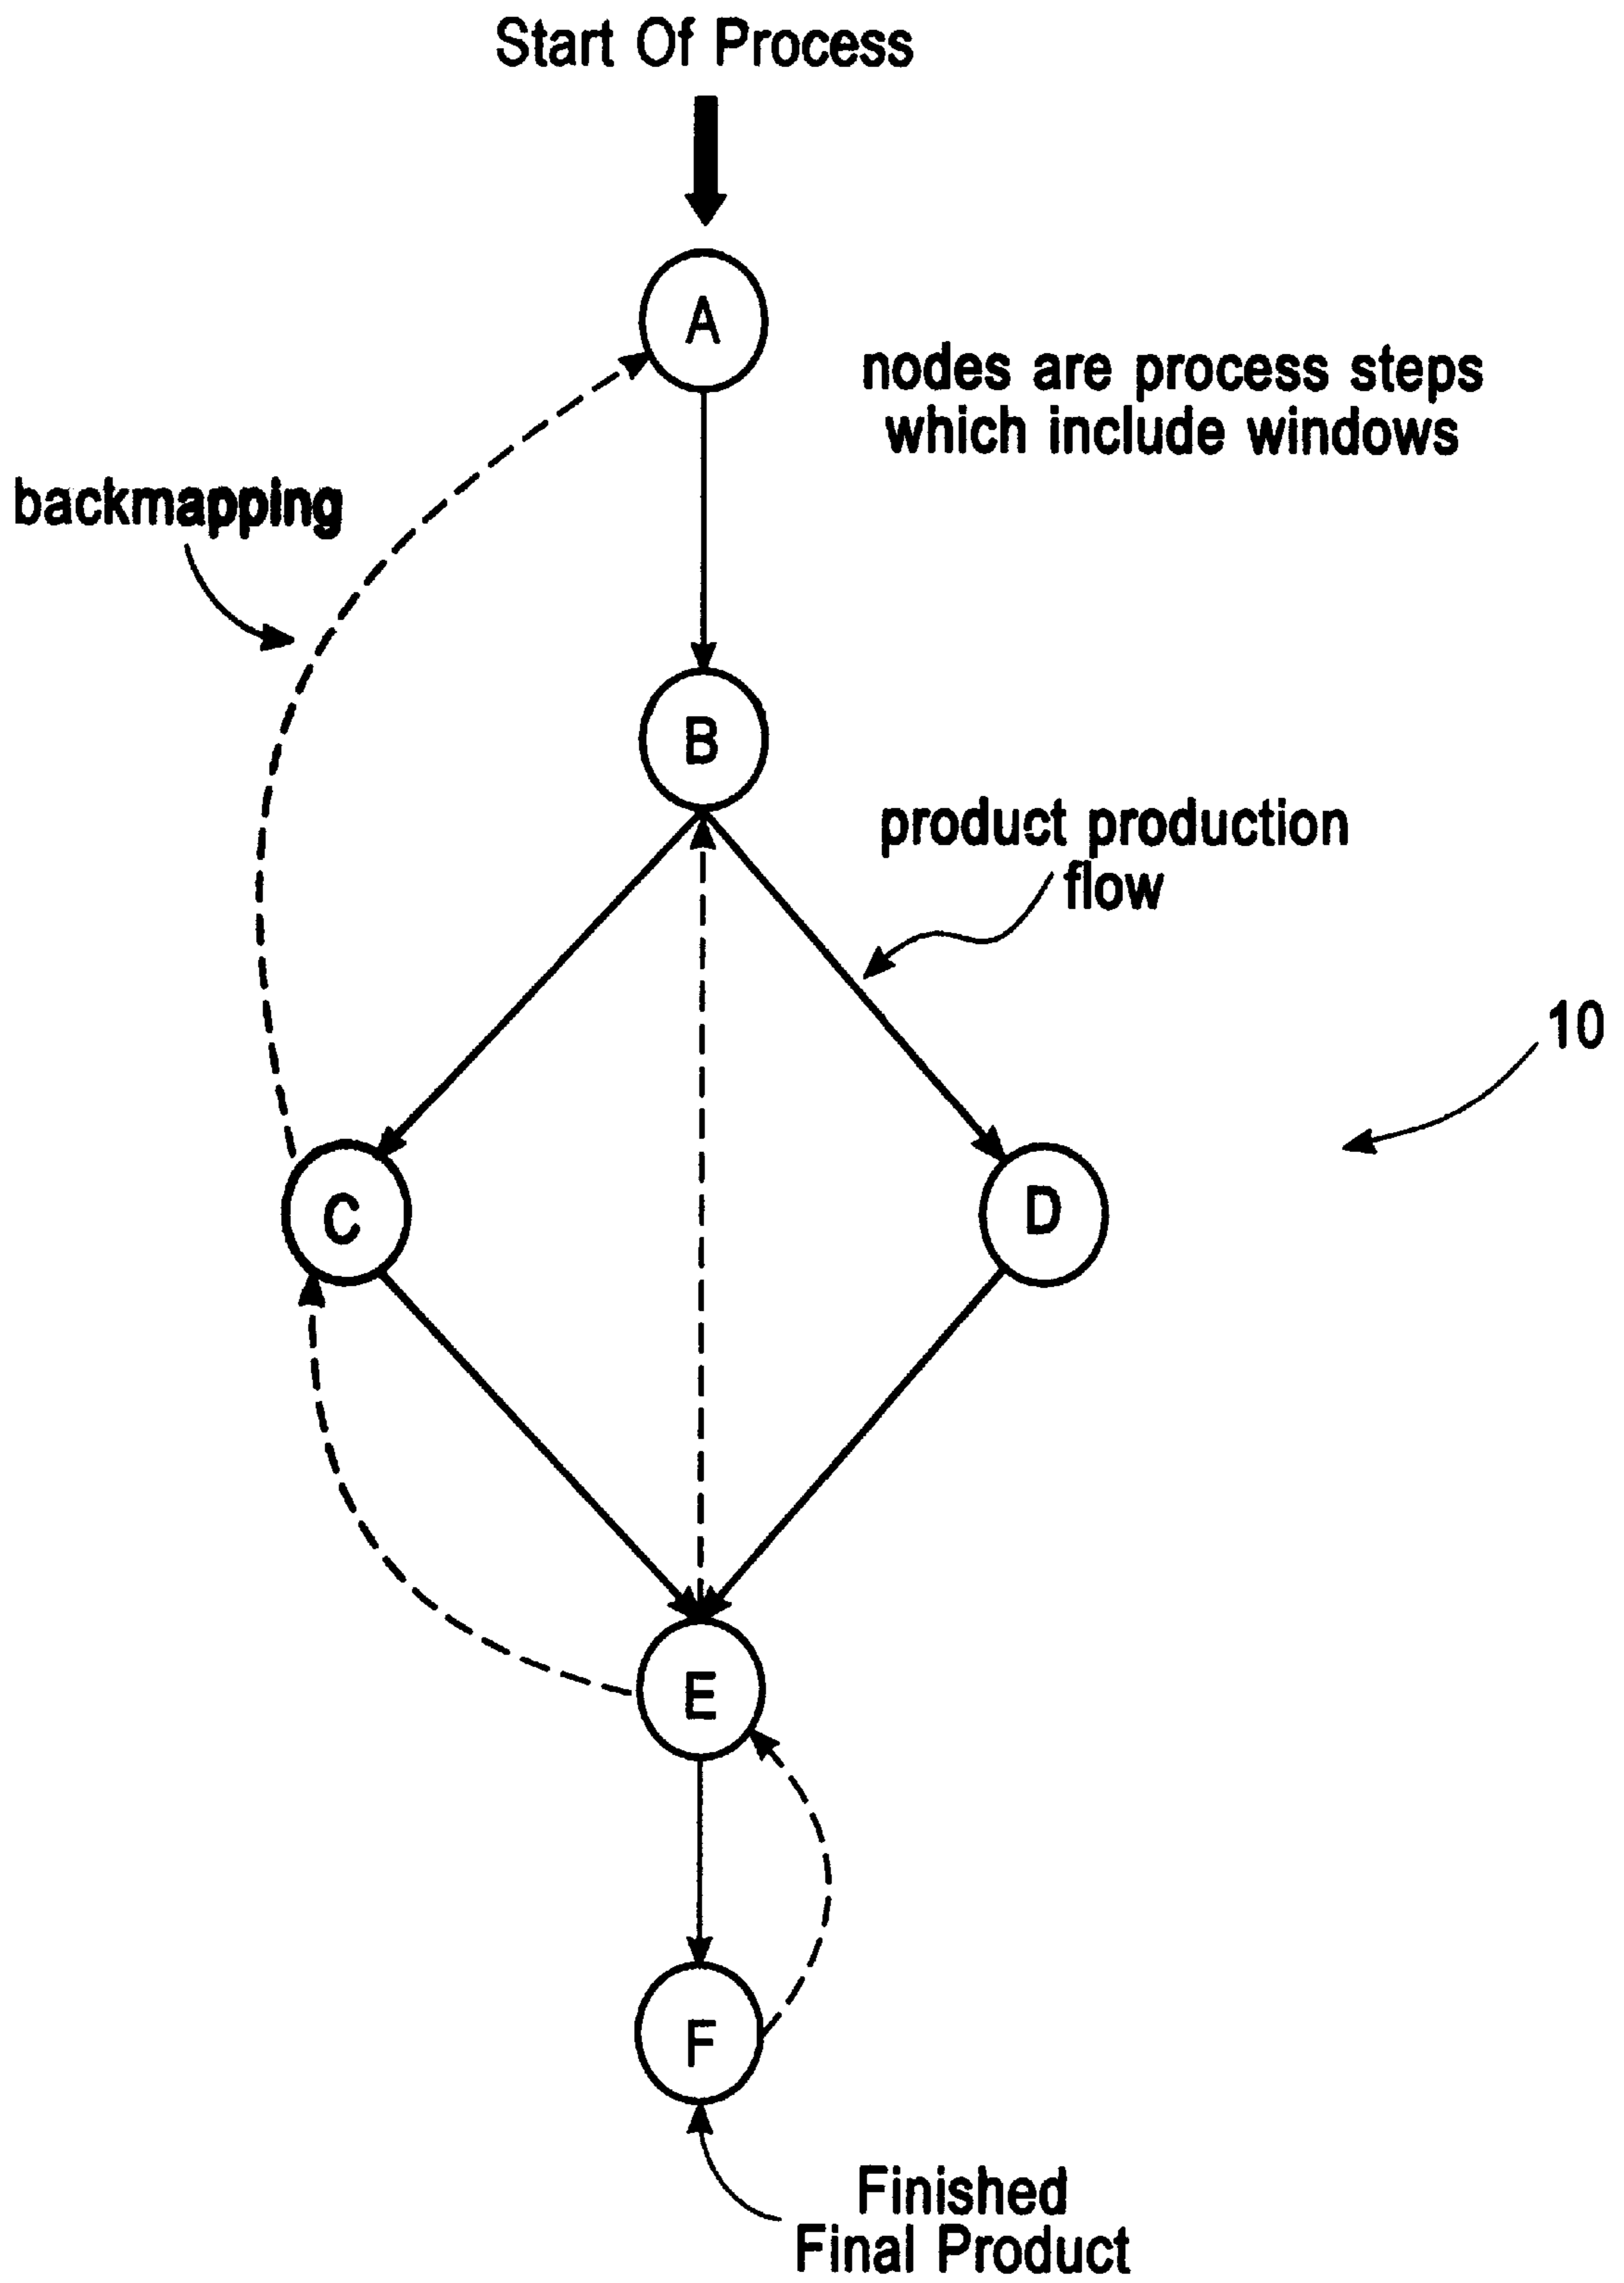 Start Of Process
A
nodes are process steps
which include windows
backmapping
B
product production
flow
10
C
D
E
F
Finished
Final Product